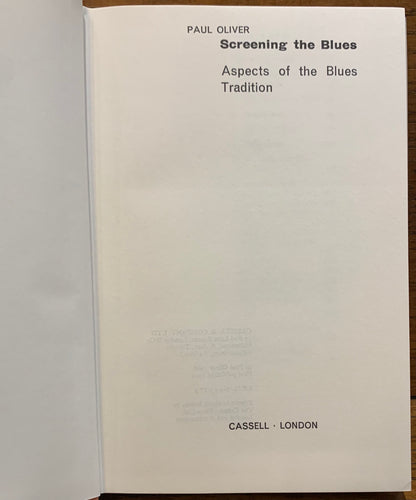 PAUL OLIVER
Screening the Blues
Aspects of the Blues
Tradition
CASSELL · LONDON